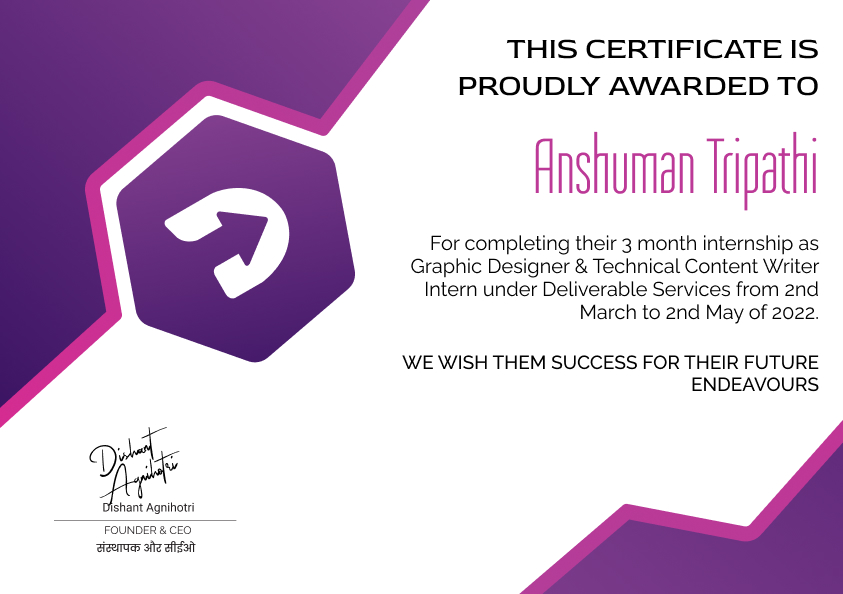 THIS CERTIFICATE IS
PROUDLY AWARDED TO
Anshuman Tripathi
For completing their 3 month internship as
Graphic Designer & Technical Content Writer
Intern under Deliverable Services from 2nd
March to 2nd May of 2022.
WE WISH THEM SUCCESS FOR THEIR FUTURE
ENDEAVOURS
Dishant
Agnihotri
Dishant Agnihotri
FOUNDER & CEO
संस्थापक और सीईओ